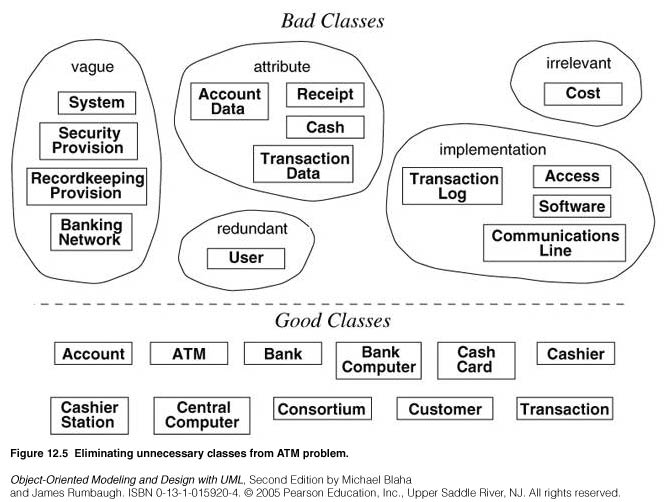 Bad Classes
vague
System
Security
Provision
Recordkeeping
Provision
Banking
Network
attribute
Account
Data
Receipt
Cash
Transaction
Data
irrelevant
Cost
implementation
Transaction
Log
Access
Software
Communications
Line
redundant
User
Good Classes
Account
ATM
Bank
Bank
Computer
Cash
Card
Cashier
Cashier
Station
Central
Computer
Consortium
Customer
Transaction
Figure 12.5 Eliminating unnecessary classes from ATM problem.
Object-Oriented Modeling and Design with UML, Second Edition by Michael Blaha
and James Rumbaugh. ISBN 0-13-1-015920-4. © 2005 Pearson Education, Inc., Upper Saddle River, NJ. All rights reserved.